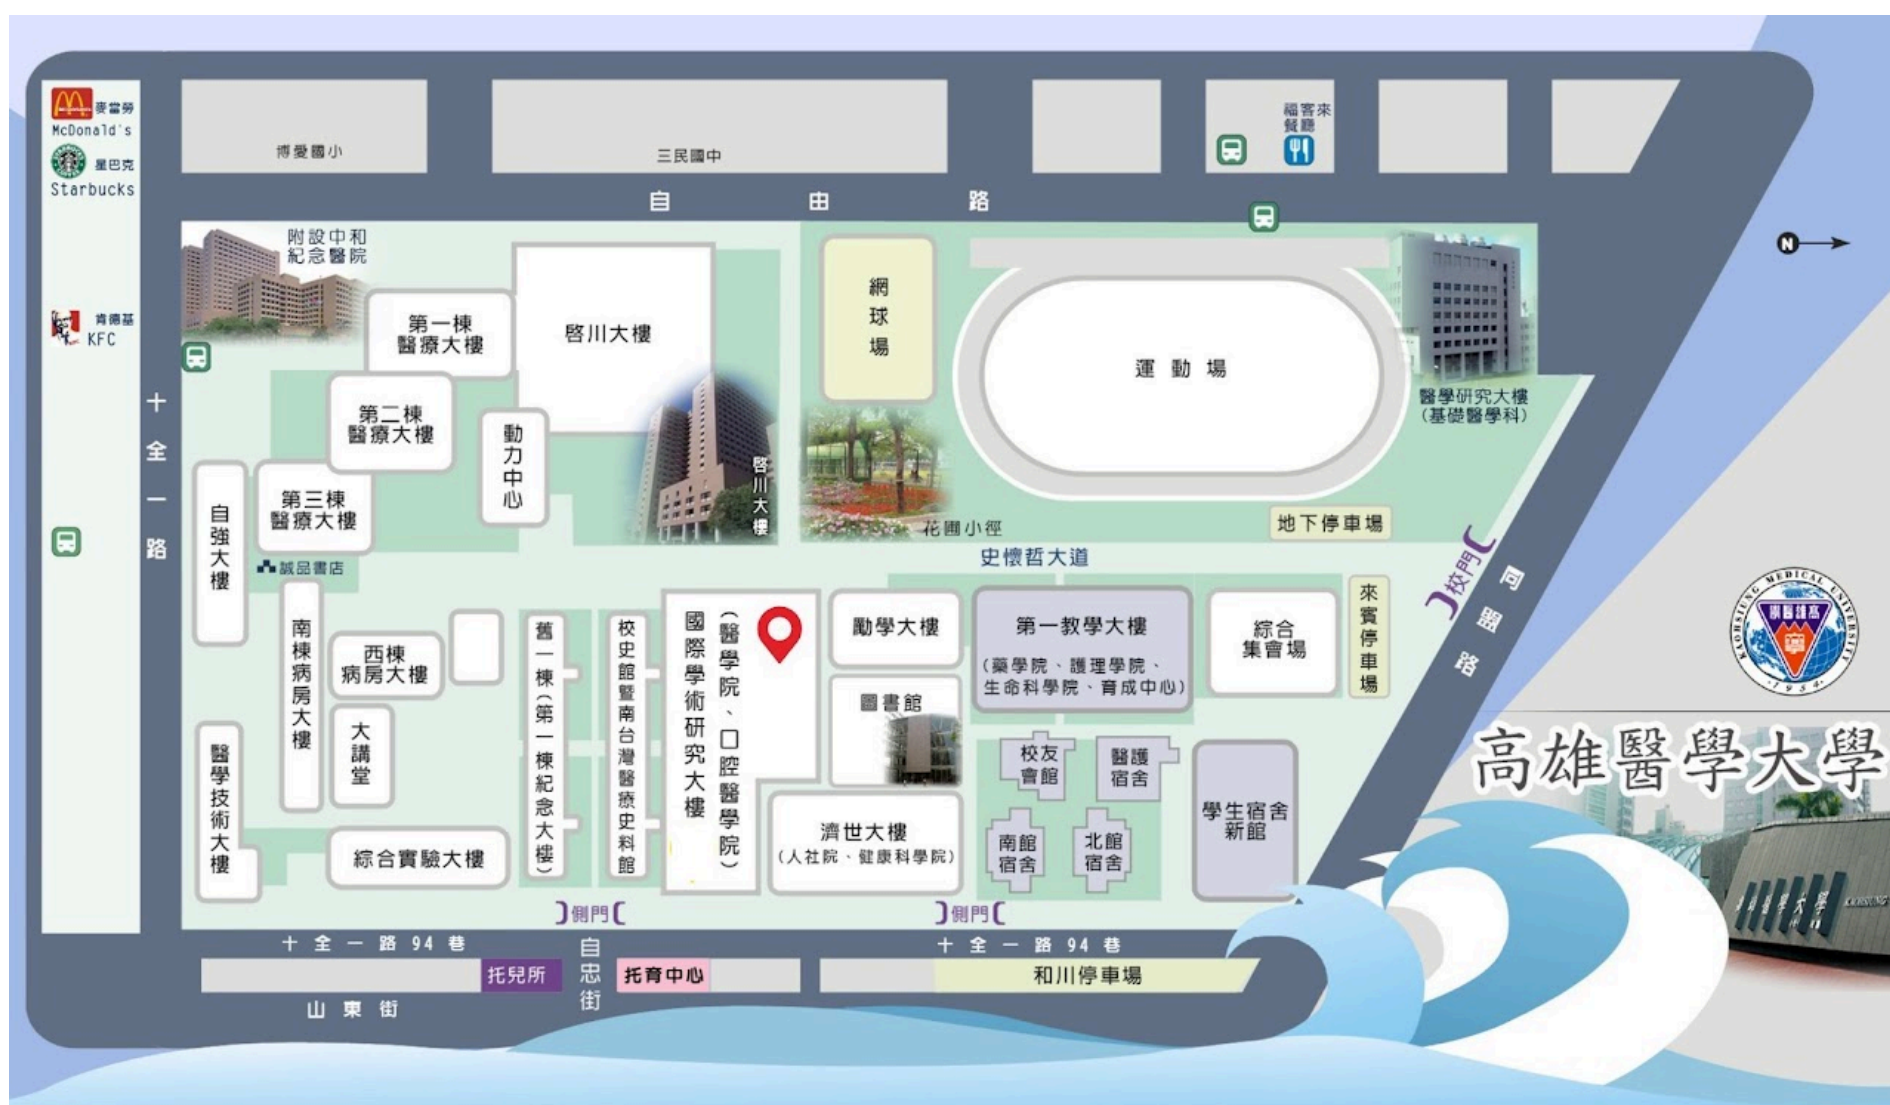 麥當勞
McDonald's
星巴克
Starbucks
肯德基
KFC
博愛國小
三民國中
福客來
餐廳
自由路
十全一路
N
附設中和
紀念醫院
第一棟
醫療大樓
啓川大樓
網球場
運動場
醫學研究大樓
(基礎醫學科)
第二棟
醫療大樓
動力中心
啓川大樓
自強大樓
第三棟
醫療大樓
花圃小徑
地下停車場
誠品書店
史懷哲大道
校門
同盟路
南棟病房大樓
西棟
病房大樓
舊一棟(第一棟紀念大樓)
校史館暨南台灣醫療史料館
國際學術研究大樓
(醫學院、口腔醫學院)
勵學大樓
第一教學大樓
(藥學院、護理學院、
生命科學院、育成中心)
綜合
集會場
來賓停車場
KAOHSIUNG MEDICAL UNIVERSITY
高雄醫學
1954
圖書館
大講堂
醫學技術大樓
校友
會館
醫護
宿舍
高雄醫學大學
綜合實驗大樓
濟世大樓
(人社院、健康科學院)
南館
宿舍
北館
宿舍
學生宿舍
新館
側門
側門
十全一路94巷
自忠街
十全一路94巷
托兒所
托育中心
和川停車場
山東街